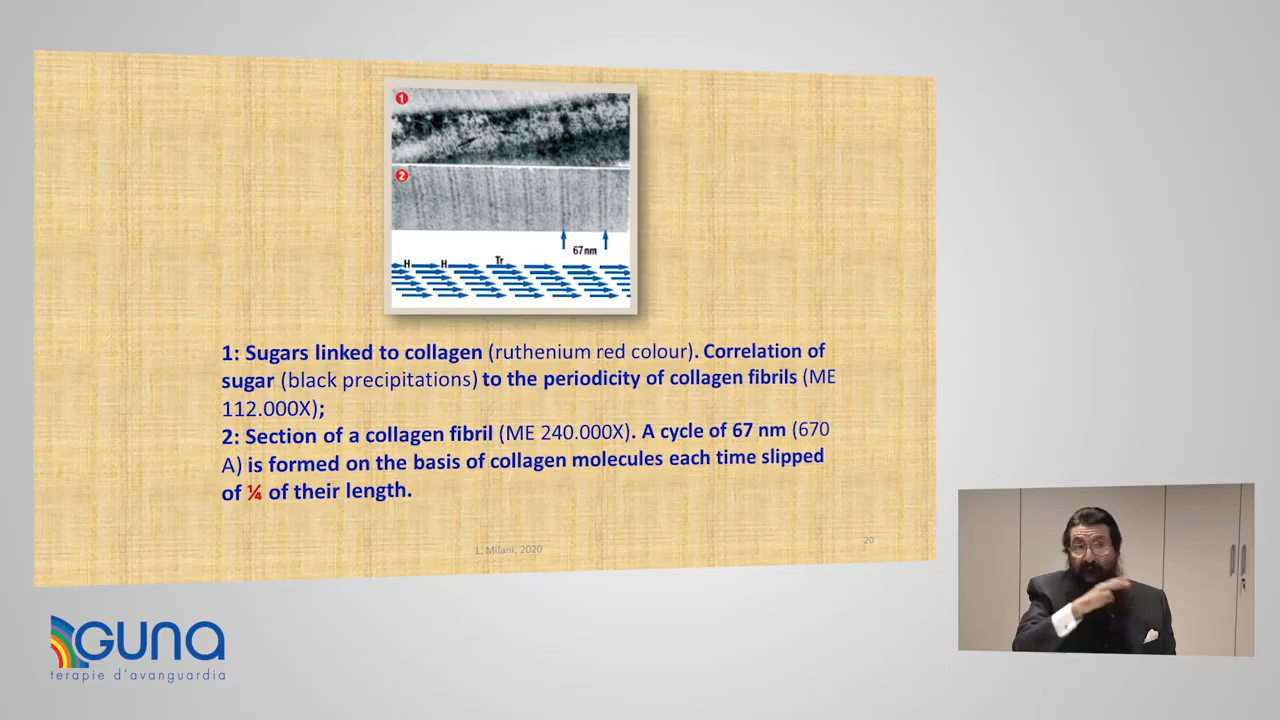 1
2
67nm
H H Tr
1: Sugars linked to collagen (ruthenium red colour). Correlation of
sugar (black precipitations) to the periodicity of collagen fibrils (ME
112.000X);
2: Section of a collagen fibril (ME 240.000X). A cycle of 67 nm (670
A) is formed on the basis of collagen molecules each time slipped
of ¼ of their length.
L. Milani, 2020
20
GUNA
terapie d'avanguardia